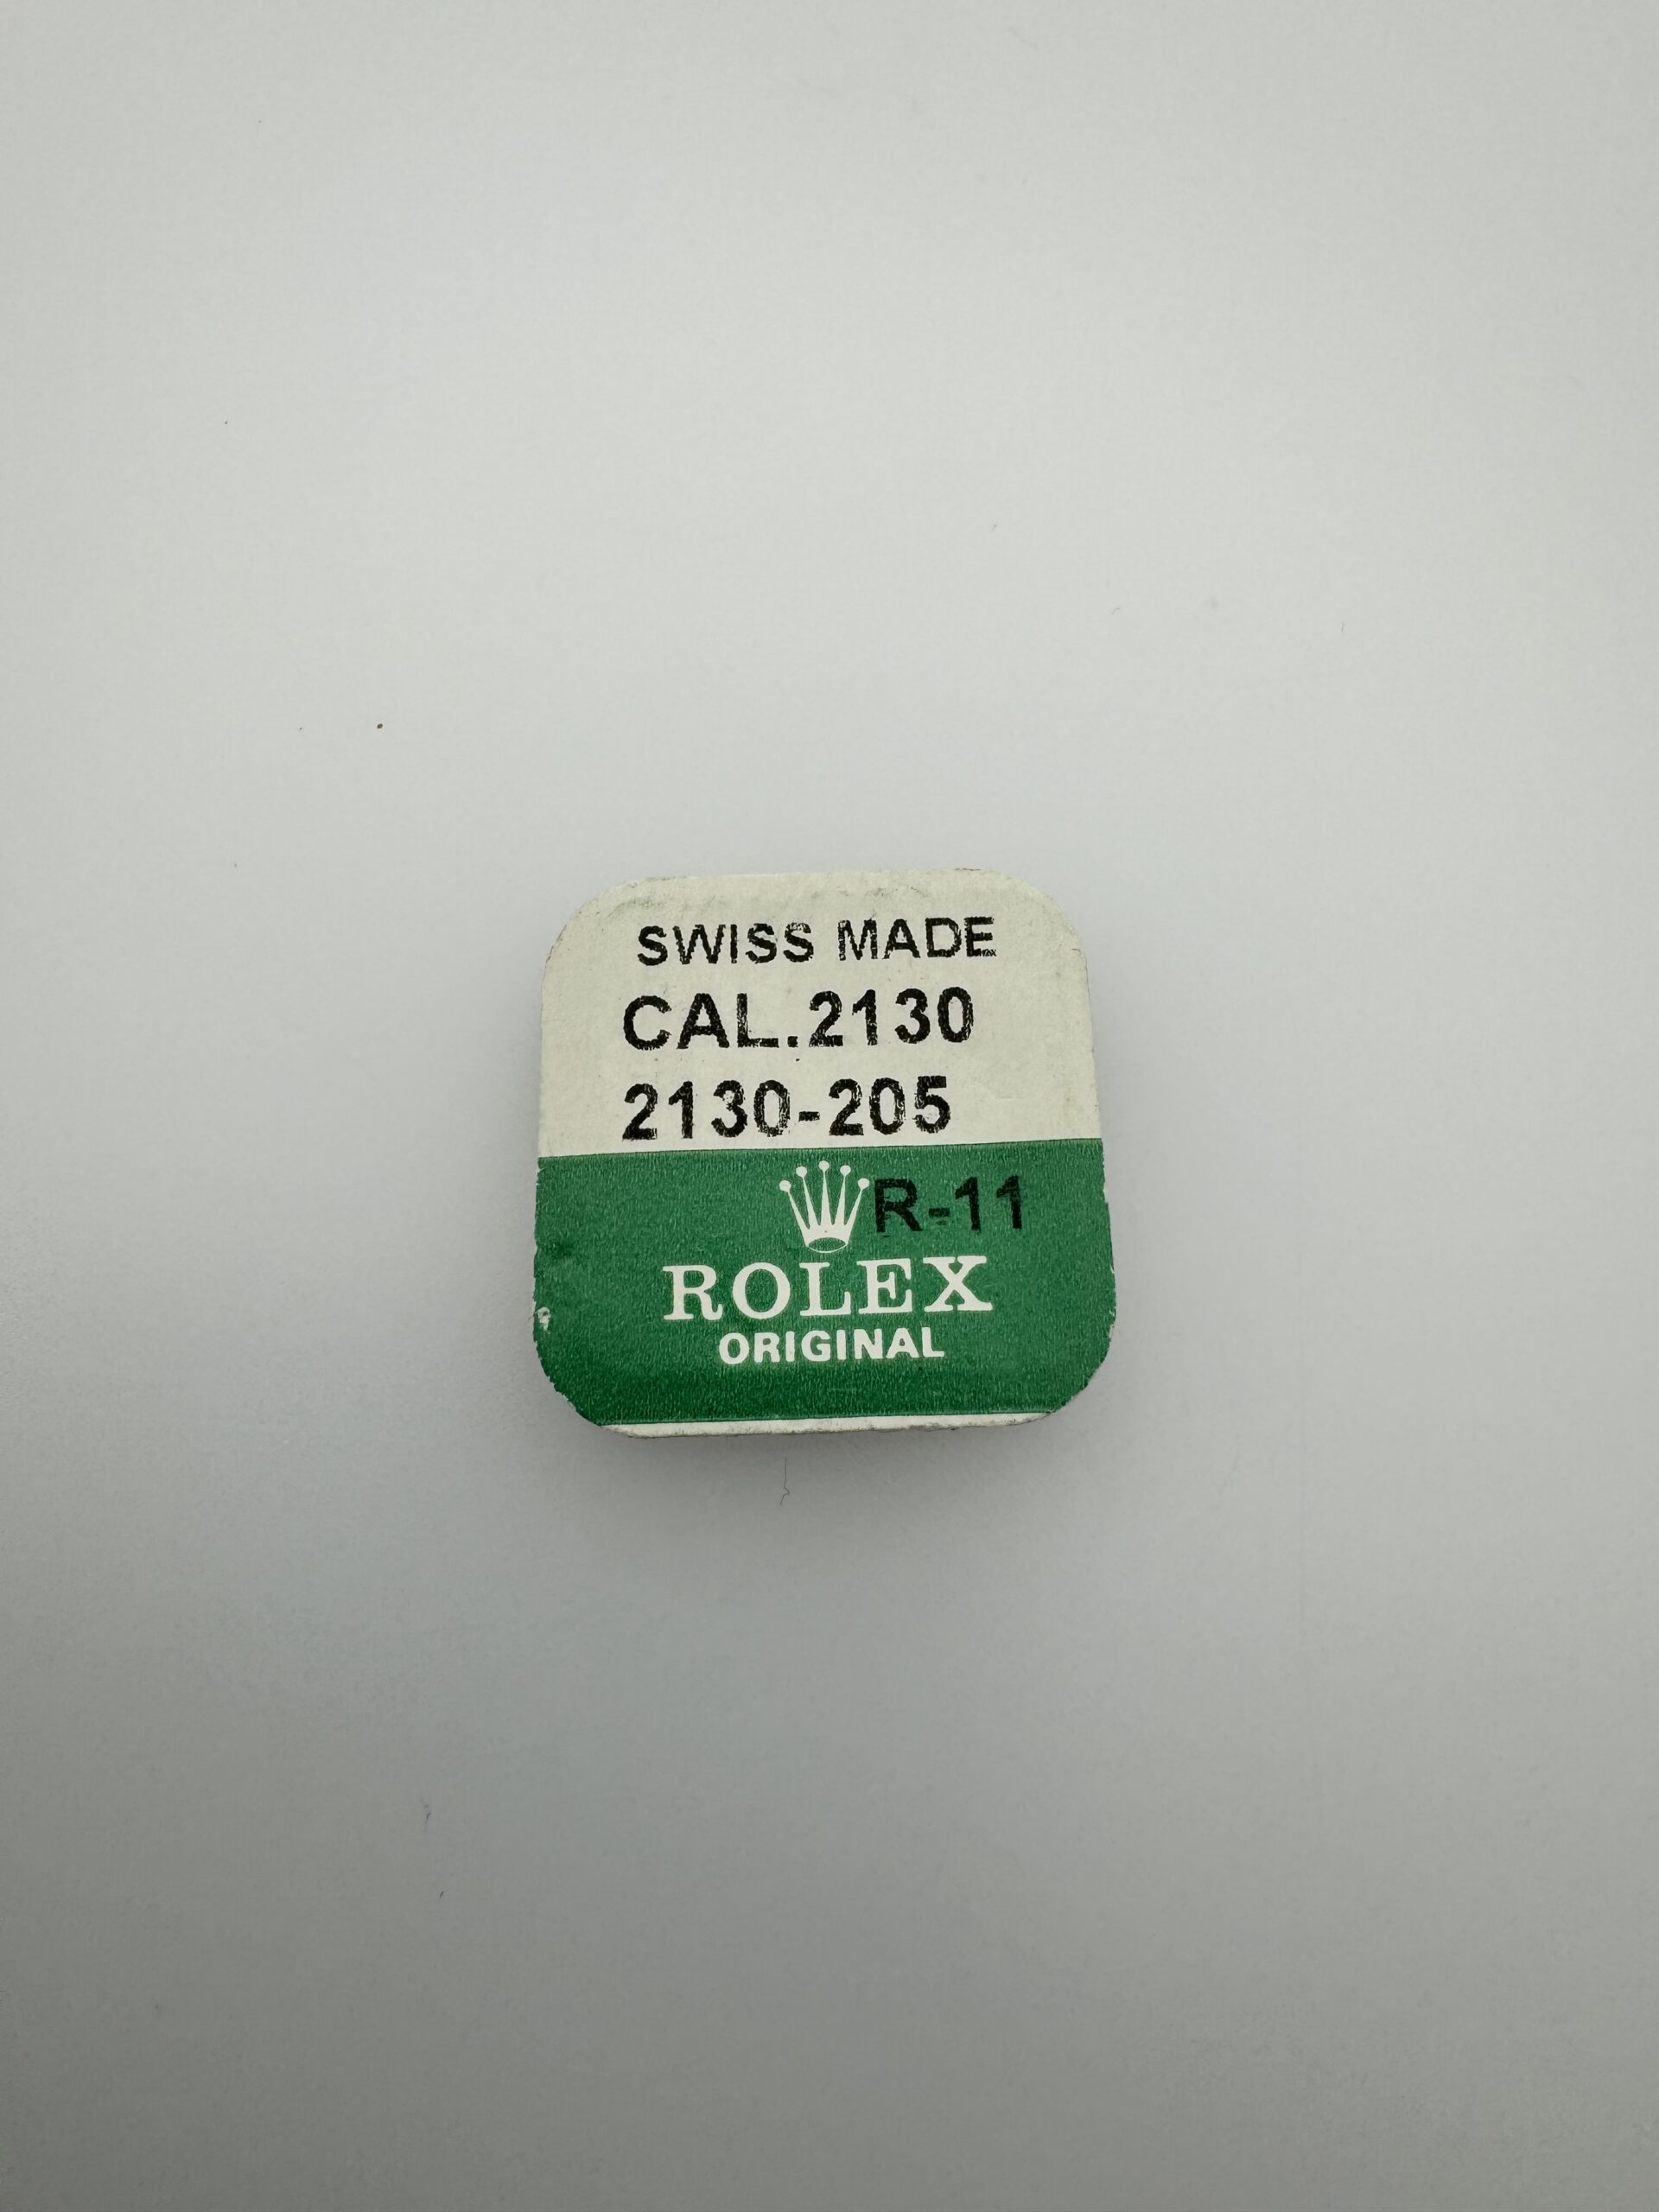 SWISS MADE
CAL.2130
2130-205
R-11
ROLEX
ORIGINAL